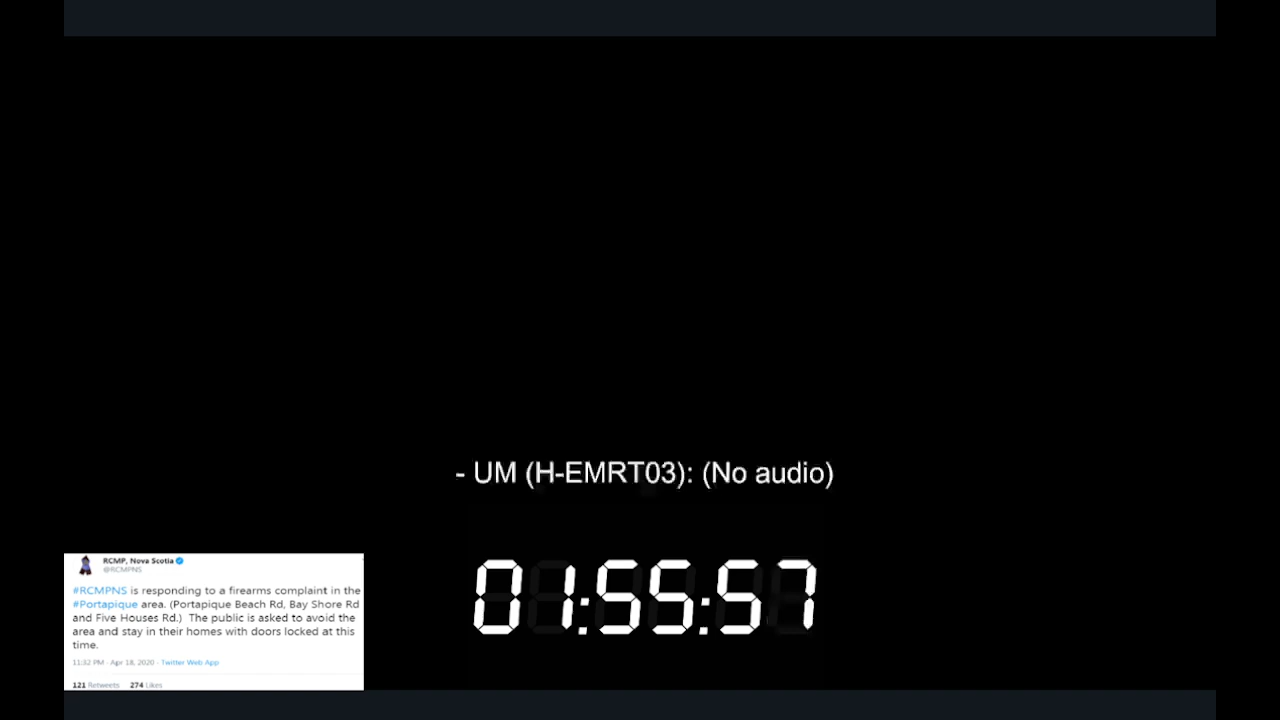 - UM (H-EMRT03): (No audio)
01:55:57
RCMP, Nova Scotia
@RCMPNS
#RCMPNS is responding to a firearms complaint in the
#Portapique area. (Portapique Beach Rd, Bay Shore Rd
and Five Houses Rd.) The public is asked to avoid the
area and stay in their homes with doors locked at this
time.
11:32 PM · Apr 18, 2020 · Twitter Web App
121 Retweets 274 Likes